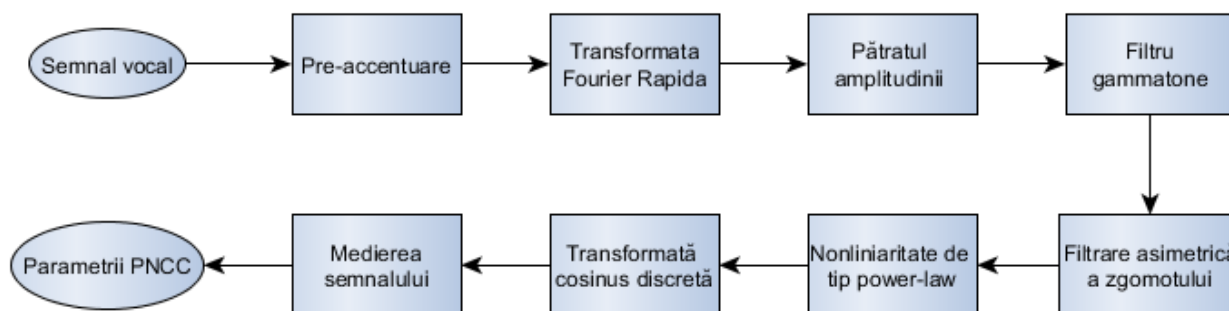 Semnal vocal
Pre-accentuare
Transformata
Fourier Rapida
Pătratul
amplitudinii
Filtru
gammatone
Filtrare asimetrică
a zgomotului
Nonliniaritate de
tip power-law
Transformată
cosinus discretă
Medierea
semnalului
Parametrii PNCC